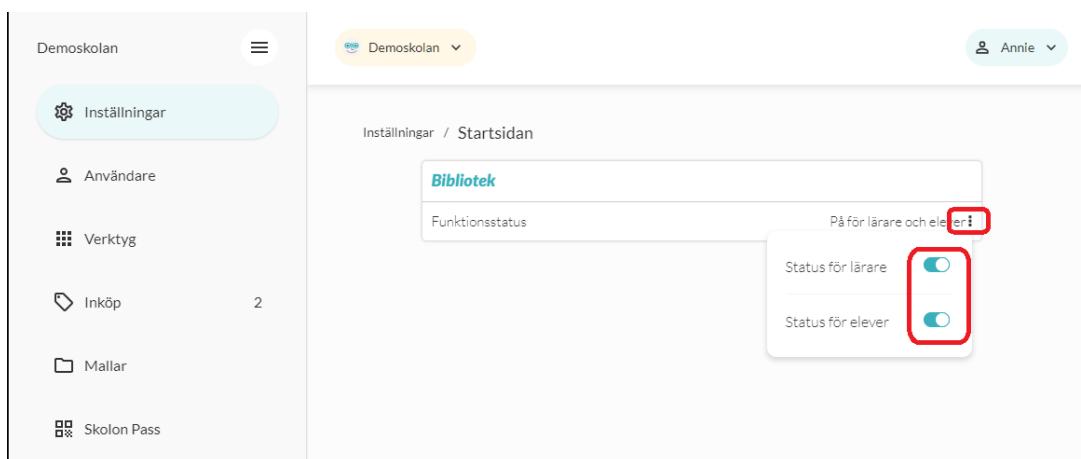 Demoskolan
Demoskolan
Annie
Inställningar
Användare
Verktyg
Inköp 2
Mallar
Skolon Pass
Inställningar / Startsidan
Bibliotek
Funktionsstatus
På för lärare och elever
Status för lärare
Status för elever